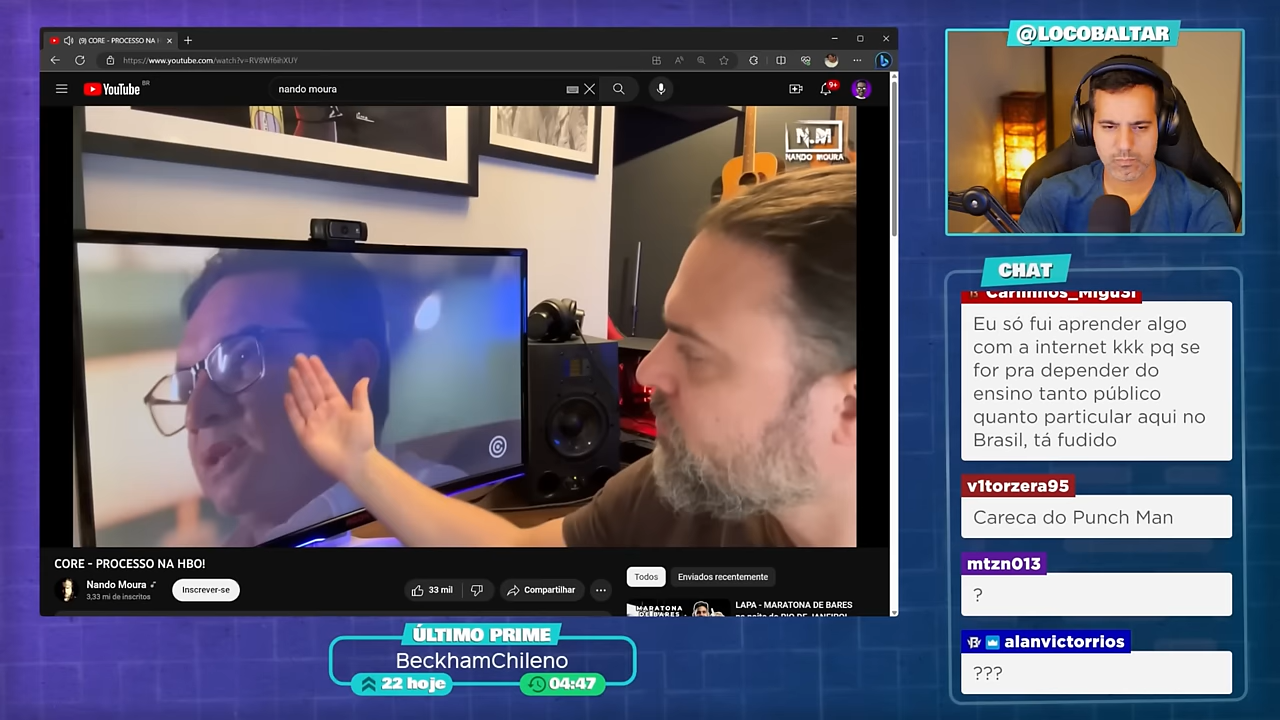 (9) CORE - PROCESSO NA H
https://www.youtube.com/watch?v=RV8Wf6ihXUY
YouTube BR
nando moura
9+
N.M
NANDO MOURA
CORE - PROCESSO NA HBO!
Nando Moura
3,33 mi de inscritos
Inscrever-se
33 mil
Compartilhar
Todos
Enviados recentemente
MARATONA
DE BARES
LAPA - MARATONA DE BARES
ÚLTIMO PRIME
BeckhamChileno
22 hoje
04:47
@LOCOBALTAR
CHAT
Carlinhos_Migu3l
Eu só fui aprender algo
com a internet kkk pq se
for pra depender do
ensino tanto público
quanto particular aqui no
Brasil, tá fudido
v1torzera95
Careca do Punch Man
mtzn013
?
alanvictorrios
???